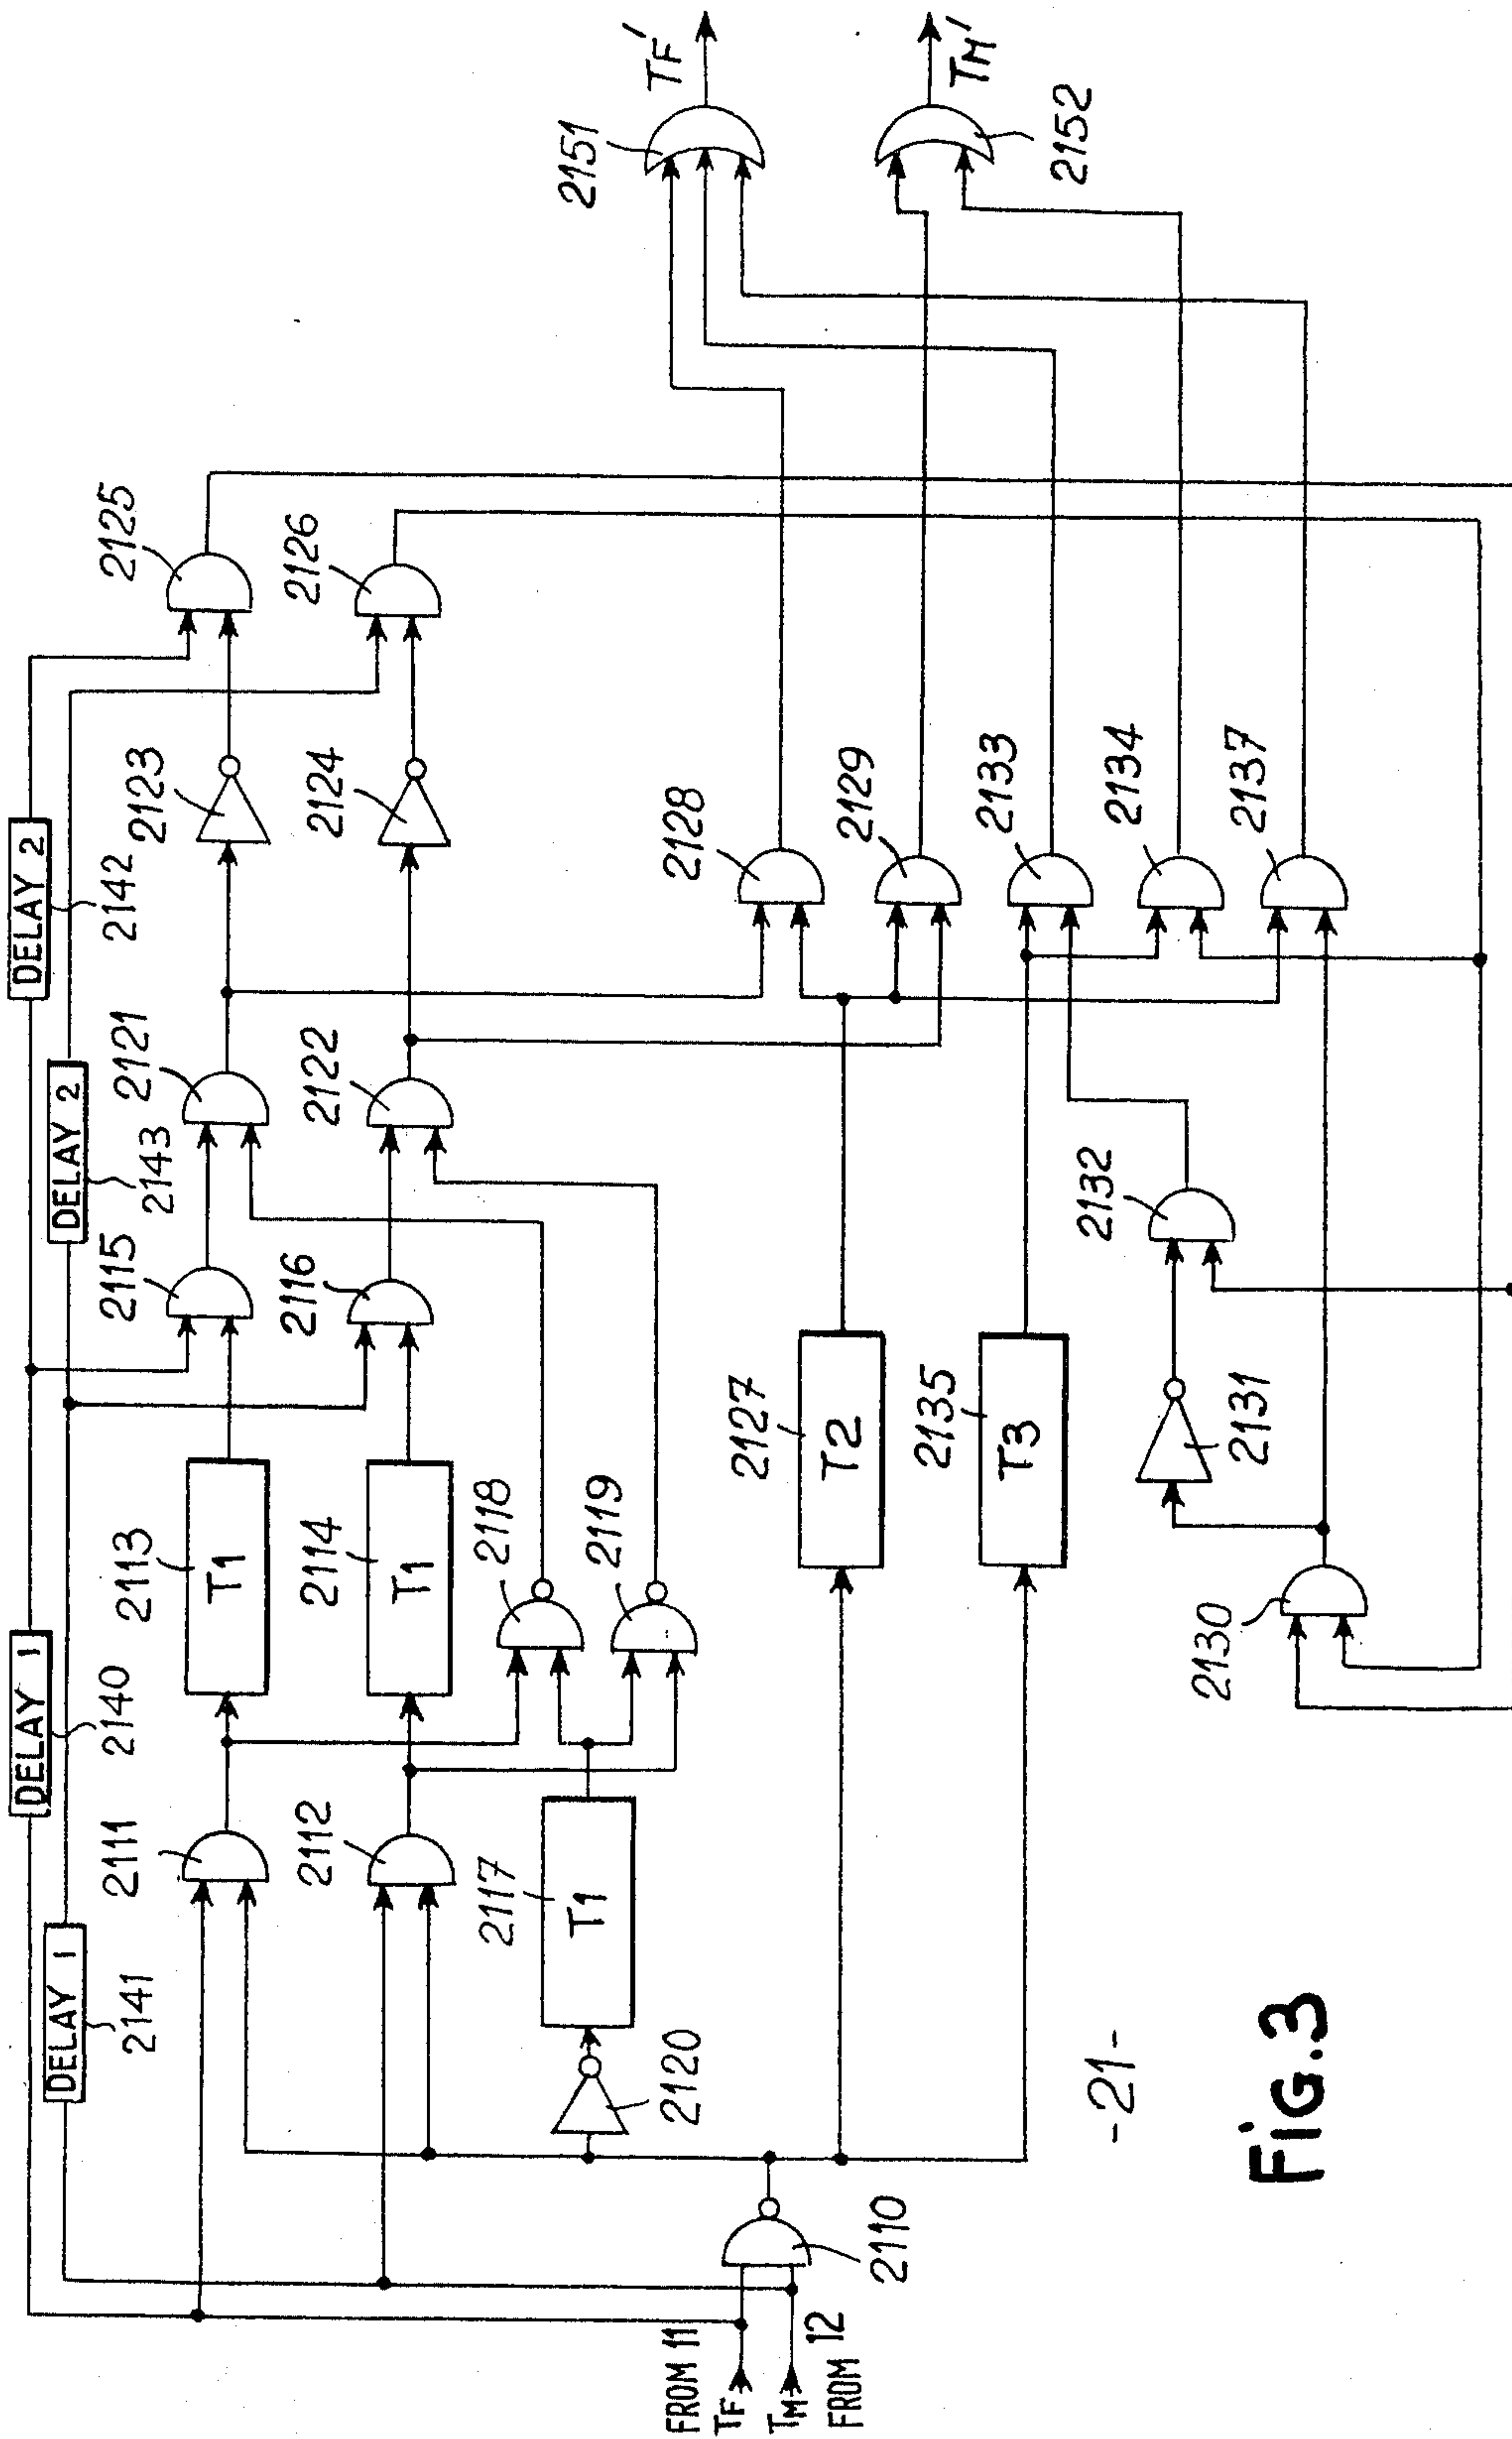 DELAY 1
2140
DELAY 2
2142
DELAY 1
2141
DELAY 2
2143
2111
2113
T1
2115
2121
2123
2125
2112
2114
T1
2116
2122
2124
2126
2117
T1
2118
2119
2120
FROM 11
TF
TM
FROM 12
2110
2127
T2
2135
T3
2128
2129
2133
2134
2137
2130
2131
2132
2151
TF'
TM'
2152
-21-
Fig.3